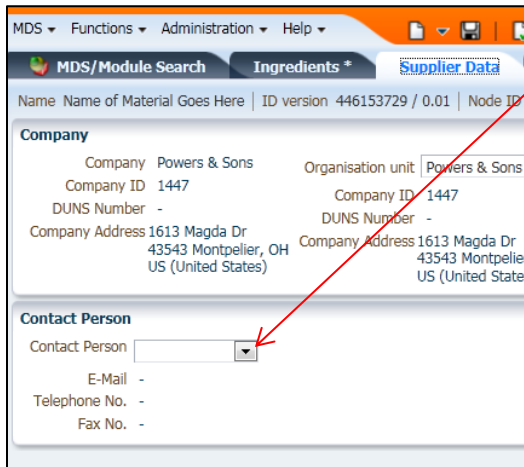 MDS Functions Administration Help
MDS/Module Search Ingredients * Supplier Data
Name Name of Material Goes Here | ID version 446153729 / 0.01 | Node ID
Company
Company Powers & Sons
Company ID 1447
DUNS Number -
Company Address 1613 Magda Dr
43543 Montpelier, OH
US (United States)
Organisation unit Powers & Sons
Company ID 1447
DUNS Number -
Company Address 1613 Magda Dr
43543 Montpelie
US (United State
Contact Person
Contact Person
E-Mail -
Telephone No. -
Fax No. -